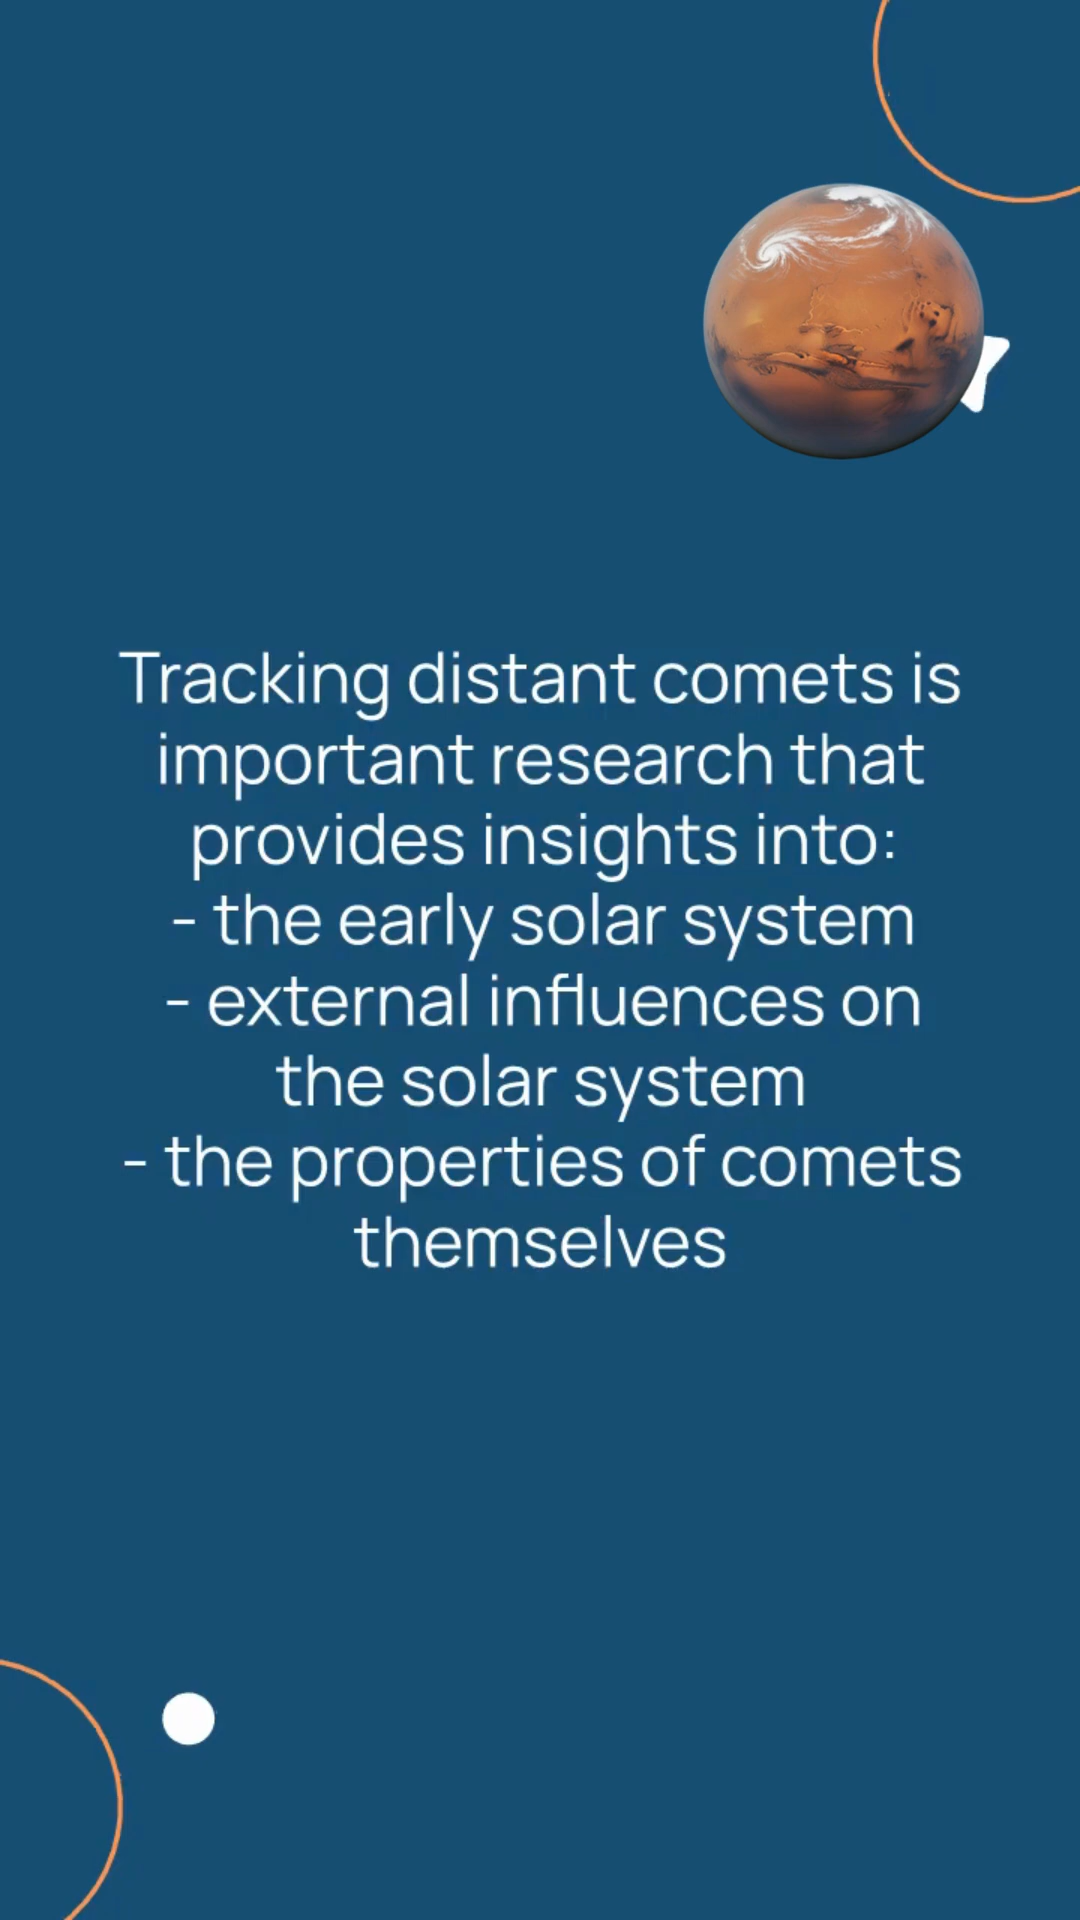 Tracking distant comets is
important research that
provides insights into:
- the early solar system
- external influences on
the solar system
- the properties of comets
themselves